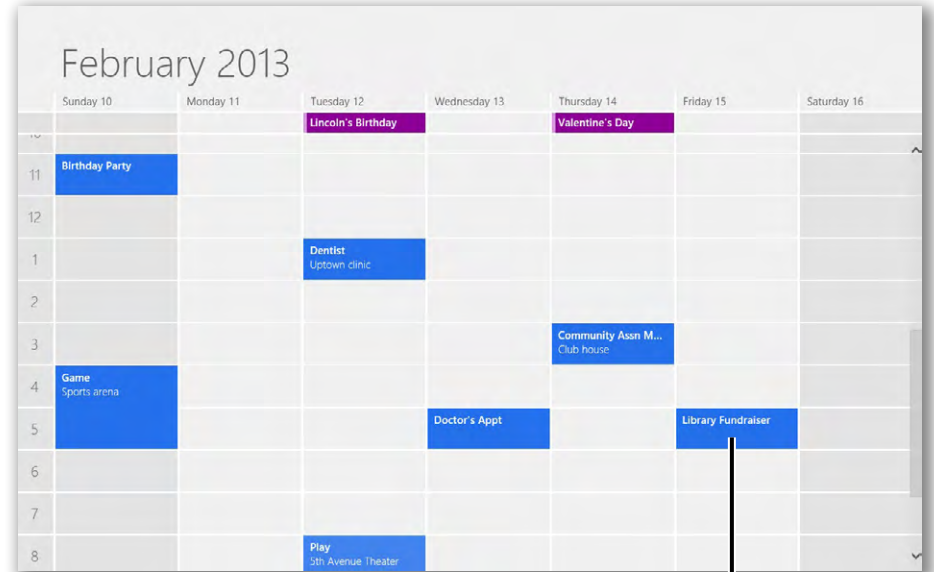 February 2013
Sunday 10 Monday 11 Tuesday 12 Wednesday 13 Thursday 14 Friday 15 Saturday 16
Lincoln's Birthday Valentine's Day
10
11 Birthday Party
12
1 Dentist
Uptown clinic
2
3 Community Assn M...
Club house
4 Game
Sports arena
5 Doctor's Appt Library Fundraiser
6
7
8 Play
5th Avenue Theater